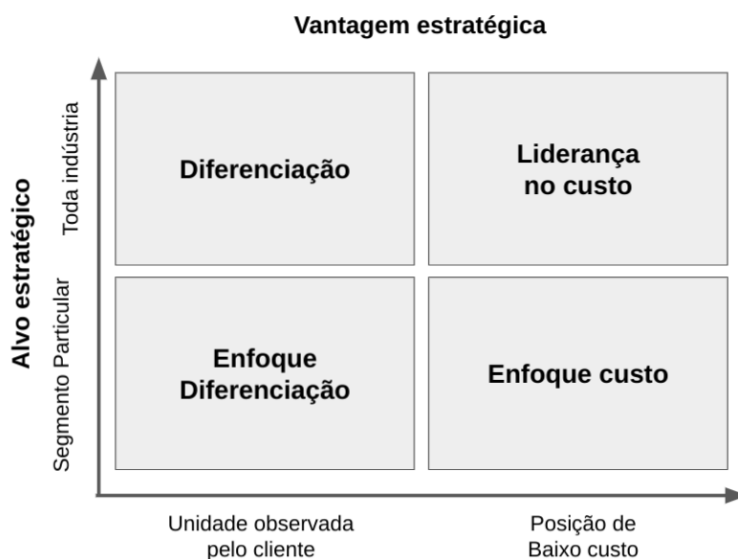 Vantagem estratégica
Alvo estratégico
Toda indústria
Segmento Particular
Diferenciação
Liderança
no custo
Enfoque
Diferenciação
Enfoque custo
Unidade observada
pelo cliente
Posição de
Baixo custo